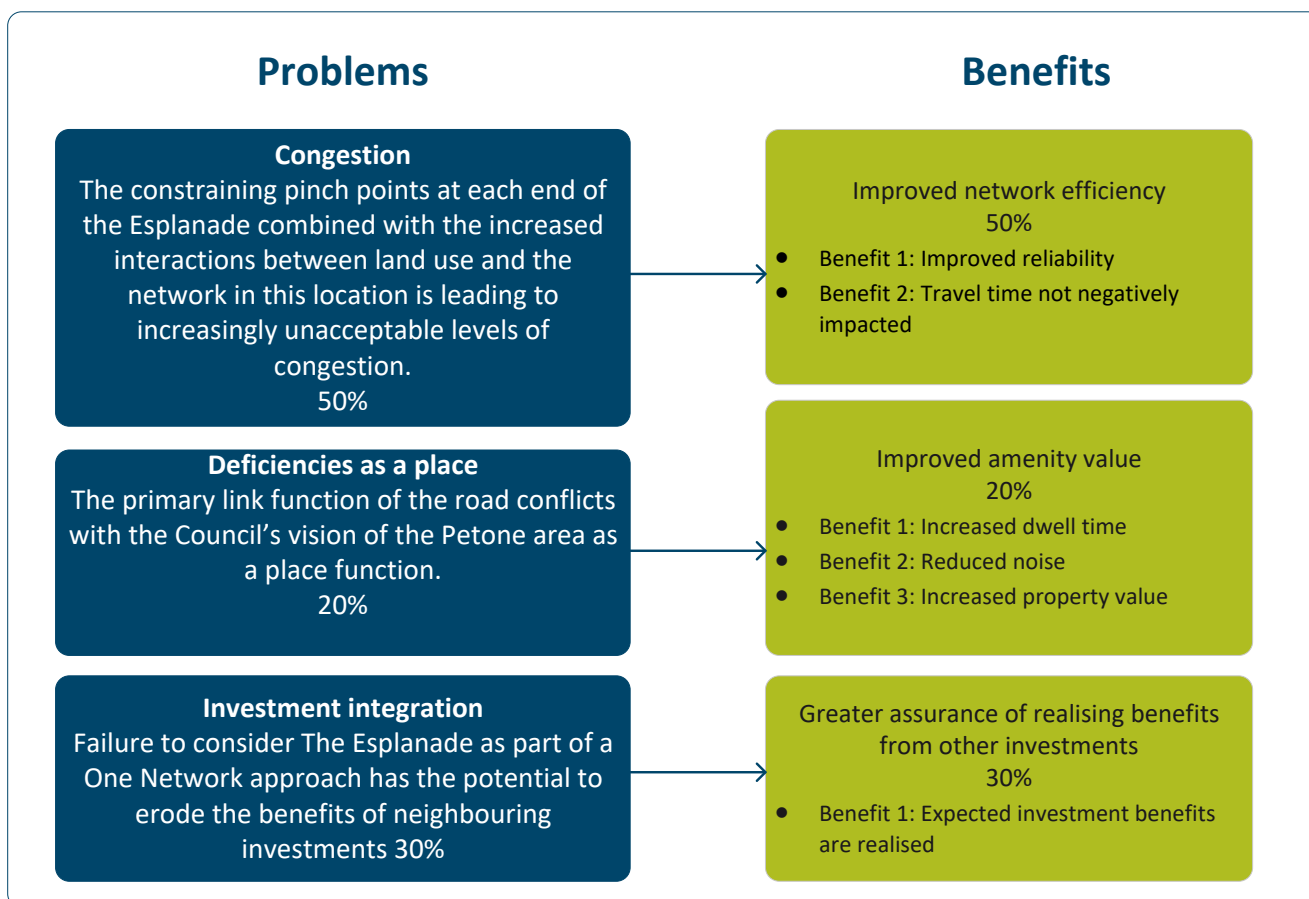 Problems
Benefits
Congestion
The constraining pinch points at each end of
the Esplanade combined with the increased
interactions between land use and the
network in this location is leading to
increasingly unacceptable levels of
congestion.
50%
Improved network efficiency
50%
• Benefit 1: Improved reliability
• Benefit 2: Travel time not negatively
impacted
Deficiencies as a place
The primary link function of the road conflicts
with the Council’s vision of the Petone area as
a place function.
20%
Improved amenity value
20%
• Benefit 1: Increased dwell time
• Benefit 2: Reduced noise
• Benefit 3: Increased property value
Investment integration
Failure to consider The Esplanade as part of a
One Network approach has the potential to
erode the benefits of neighbouring
investments 30%
Greater assurance of realising benefits
from other investments
30%
• Benefit 1: Expected investment benefits
are realised